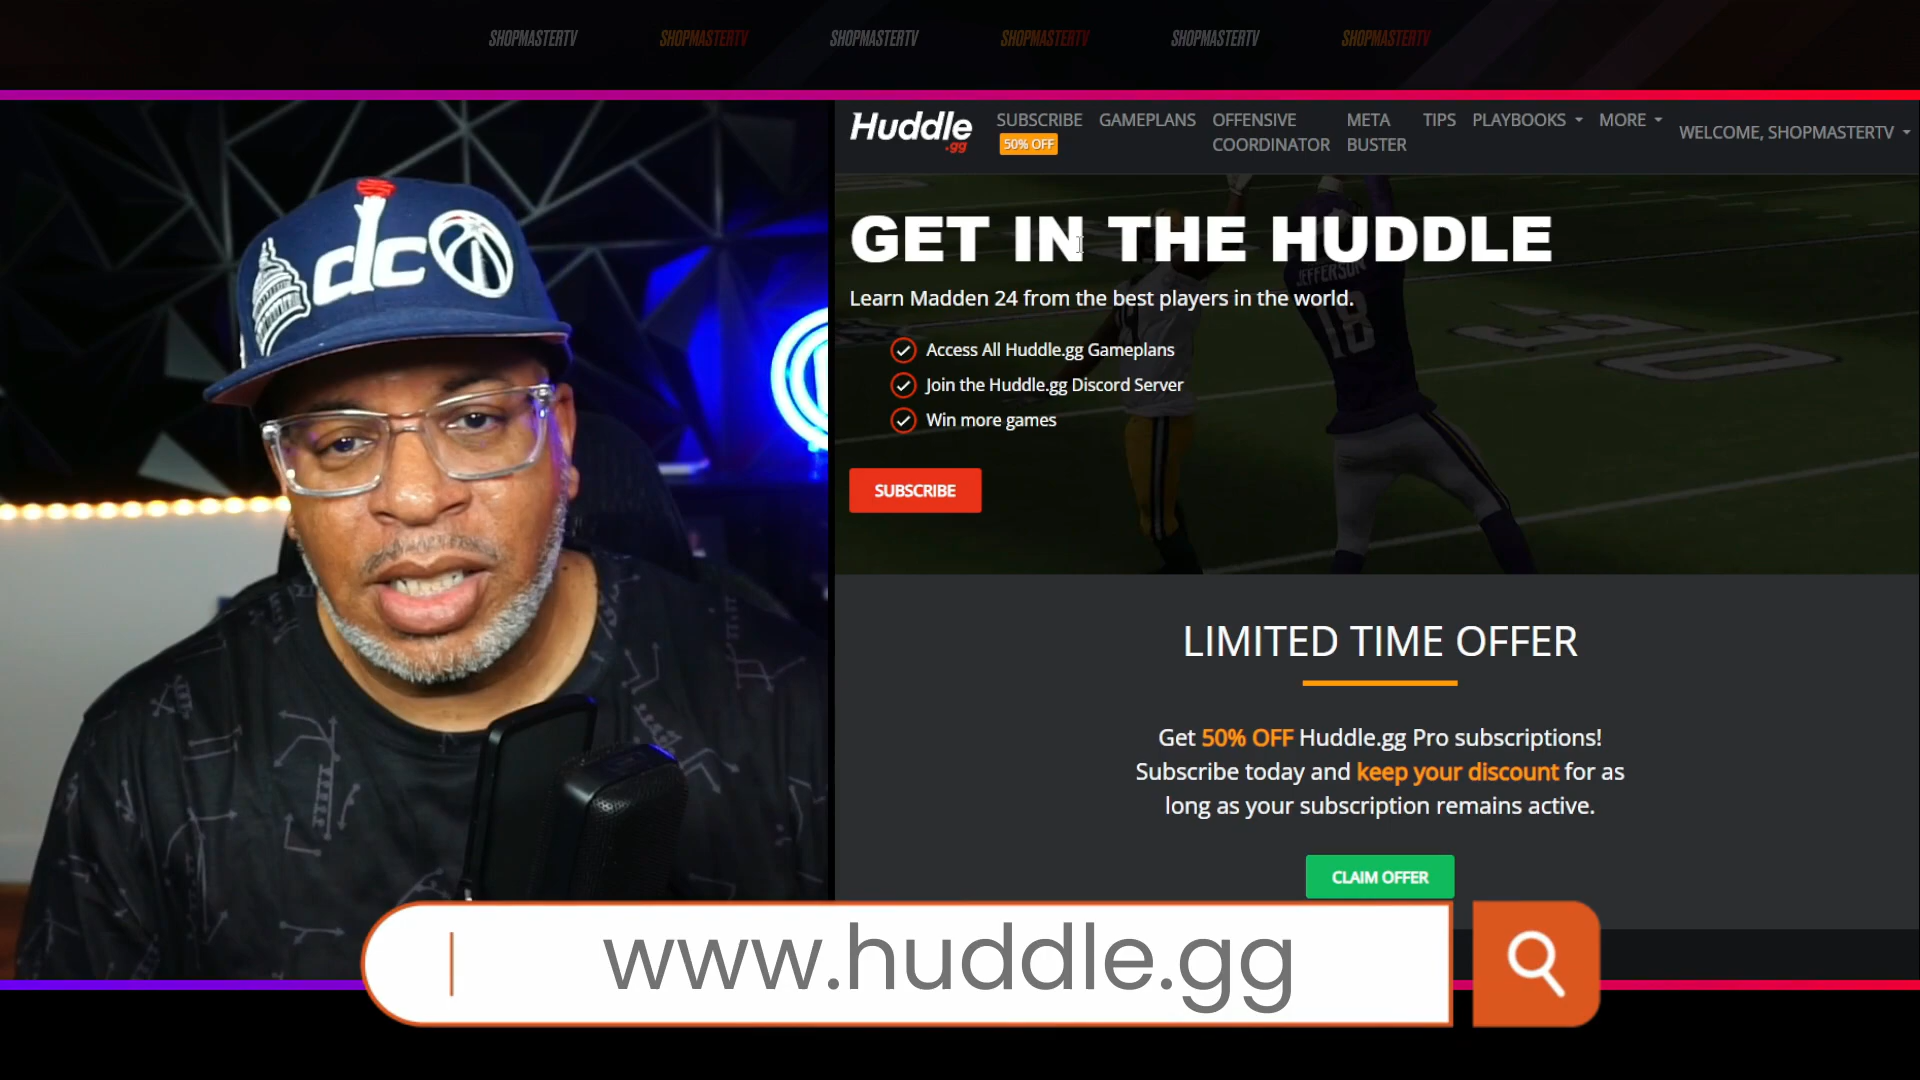 SHOPMASTERTV SHOPMASTERTV SHOPMASTERTV SHOPMASTERTV SHOPMASTERTV SHOPMASTERTV
dc
Huddle.gg
SUBSCRIBE 50% OFF
GAMEPLANS
OFFENSIVE COORDINATOR
META BUSTER
TIPS
PLAYBOOKS
MORE
WELCOME, SHOPMASTERTV
GET IN THE HUDDLE
JEFFERSON
18
Learn Madden 24 from the best players in the world.
Access All Huddle.gg Gameplans
Join the Huddle.gg Discord Server
Win more games
SUBSCRIBE
LIMITED TIME OFFER
Get 50% OFF Huddle.gg Pro subscriptions!
Subscribe today and keep your discount for as
long as your subscription remains active.
CLAIM OFFER
www.huddle.gg